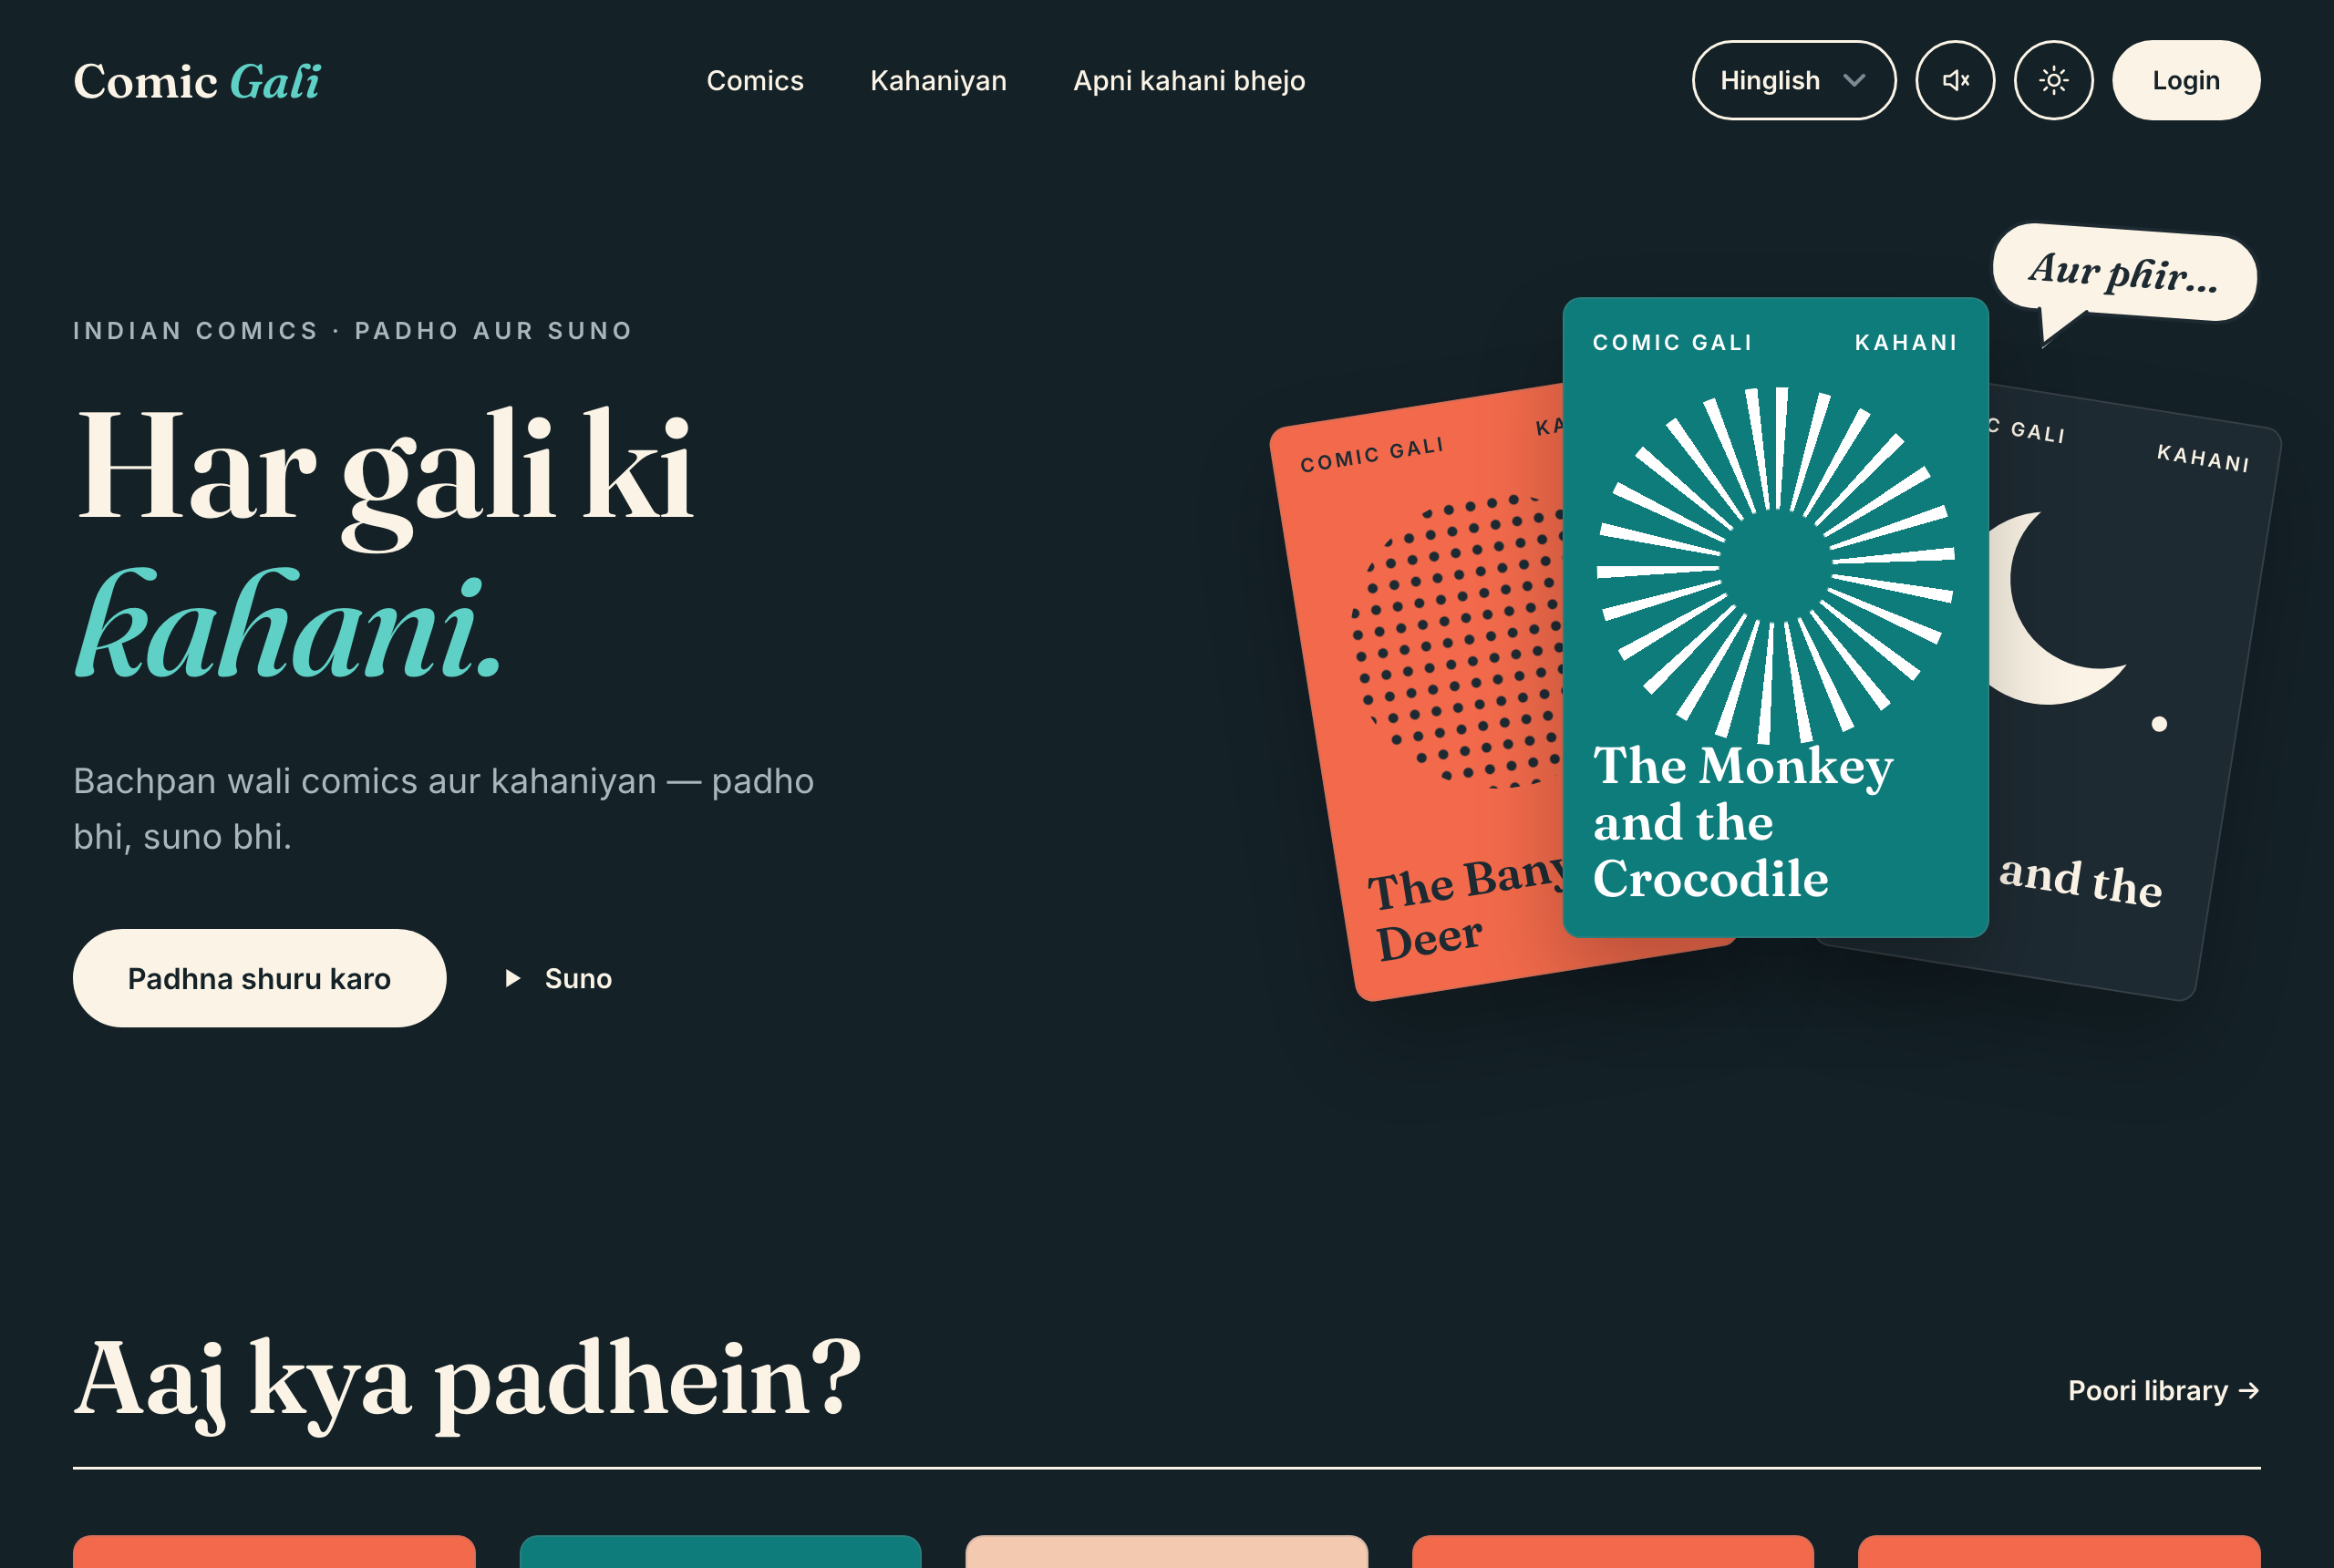 Comic Gali
Comics
Kahaniyan
Apni kahani bhejo
Hinglish
Login
INDIAN COMICS · PADHO AUR SUNO
Har gali ki
kahani.
Bachpan wali comics aur kahaniyan — padho
bhi, suno bhi.
Padhna shuru karo
Suno
Aur phir...
COMIC GALI
The
Deer
COMIC GALI KAHANI
The Monkey
and the
Crocodile
GALI KAHANI
and the
Aaj kya padhein?
Poori library →